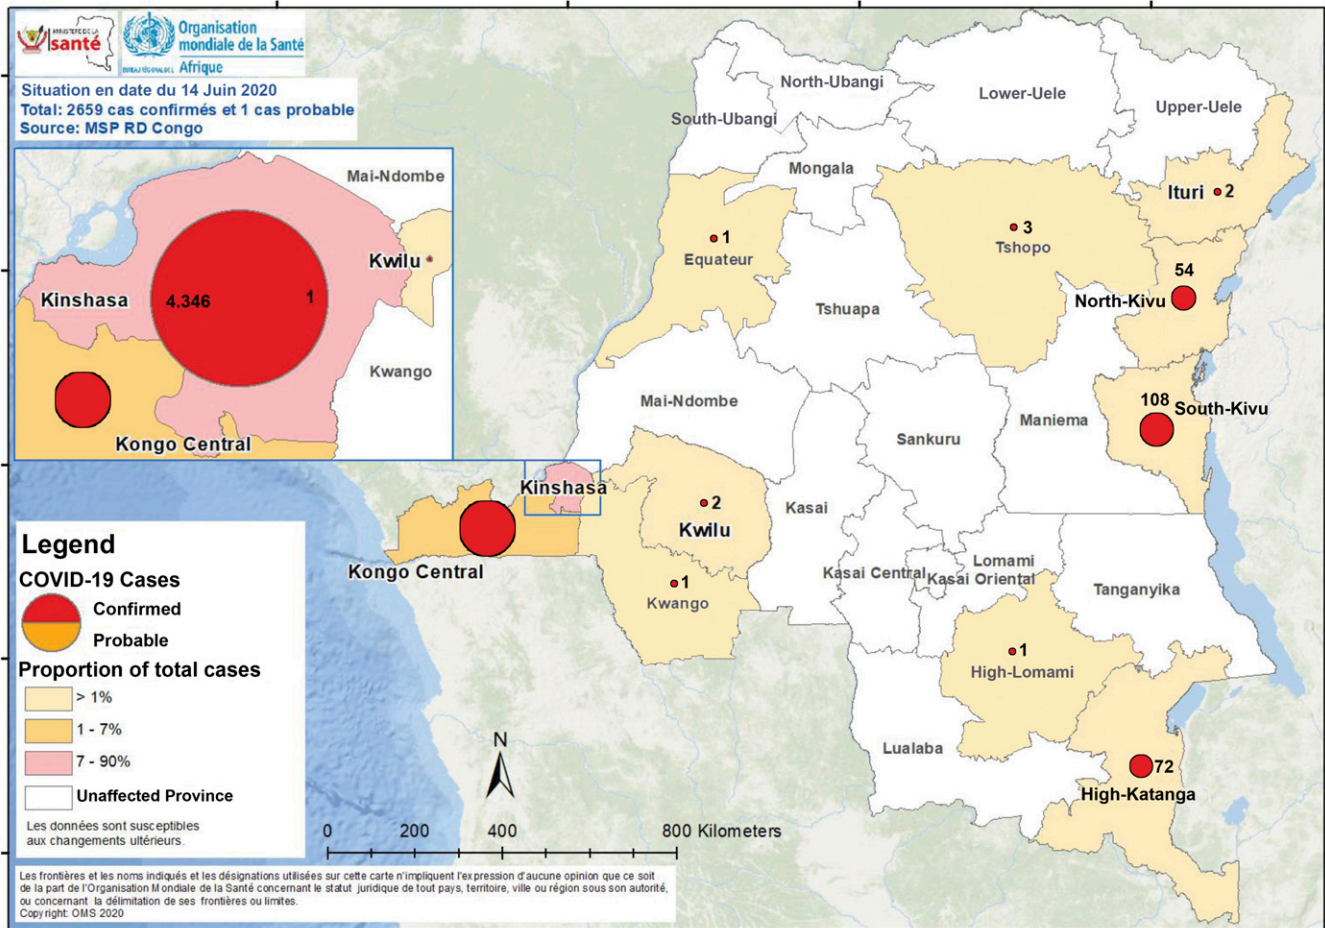 MINISTERE DE LA
santé
Organisation
mondiale de la Santé
BUREAU RÉGIONAL DE L' Afrique
Situation en date du 14 Juin 2020
Total: 2659 cas confirmés et 1 cas probable
Source: MSP RD Congo
Mai-Ndombe
Kwilu
Kinshasa
4.346
1
Kwango
Kongo Central
North-Ubangi
Lower-Uele
Upper-Uele
South-Ubangi
Mongala
Ituri
2
1
Equateur
3
Tshopo
54
North-Kivu
Tshuapa
Mai-Ndombe
108
South-Kivu
Maniema
Sankuru
Kinshasa
Kasai
2
Kwilu
Kongo Central
Kasai Central
Lomami
Kasai Oriental
Tanganyika
1
Kwango
1
High-Lomami
Lualaba
72
High-Katanga
Legend
COVID-19 Cases
Confirmed
Probable
Proportion of total cases
> 1%
1 - 7%
7 - 90%
Unaffected Province
Les données sont susceptibles
aux changements ultérieurs.
N
0 200 400 800 Kilometers
Les frontières et les noms indiqués et les désignations utilisées sur cette carte n'impliquent l'expression d'aucune opinion que ce soit
de la part de l'Organisation Mondiale de la Santé concernant le statut juridique de tout pays, territoire, ville ou région sous son autorité,
ou concernant la délimitation de ses frontières ou limites.
Copyright: OMS 2020